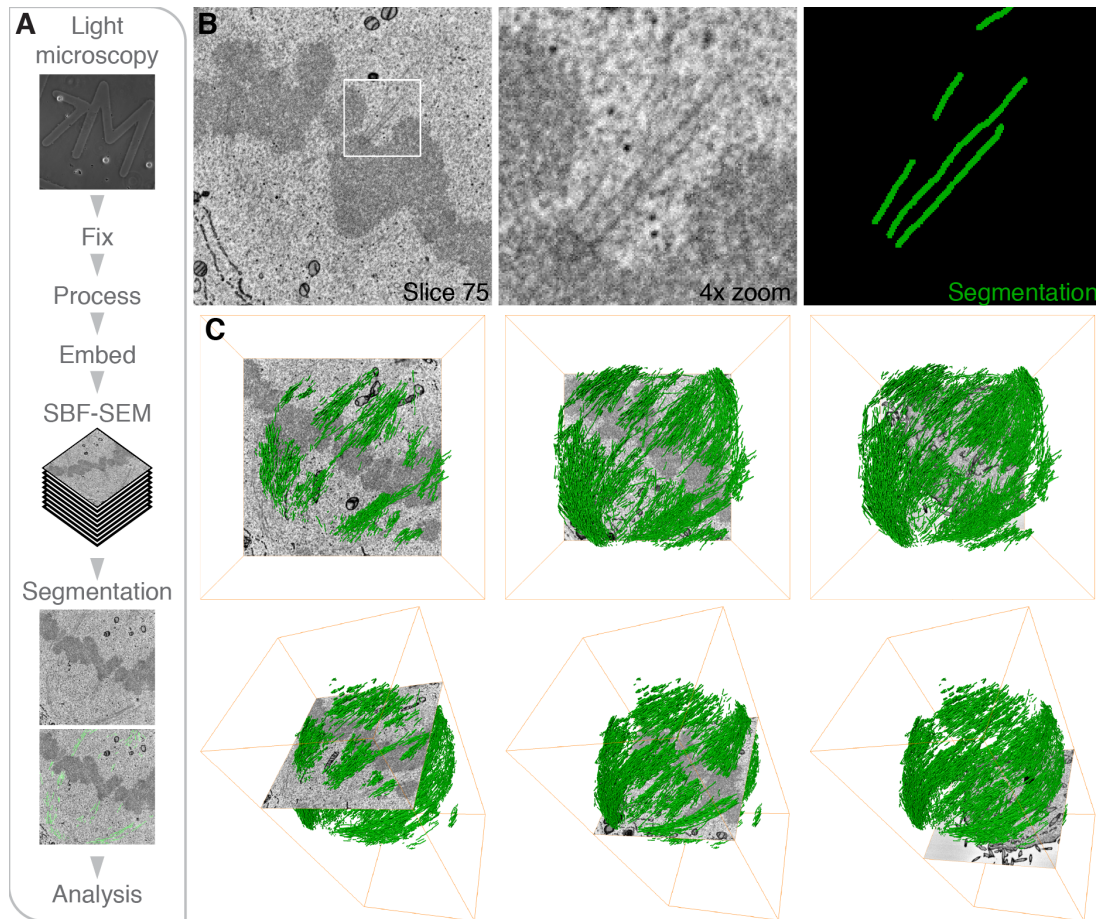 A
Light
microscopy
M
Fix
Process
Embed
SBF-SEM
Segmentation
Analysis
B
Slice 75
4x zoom
Segmentation
C